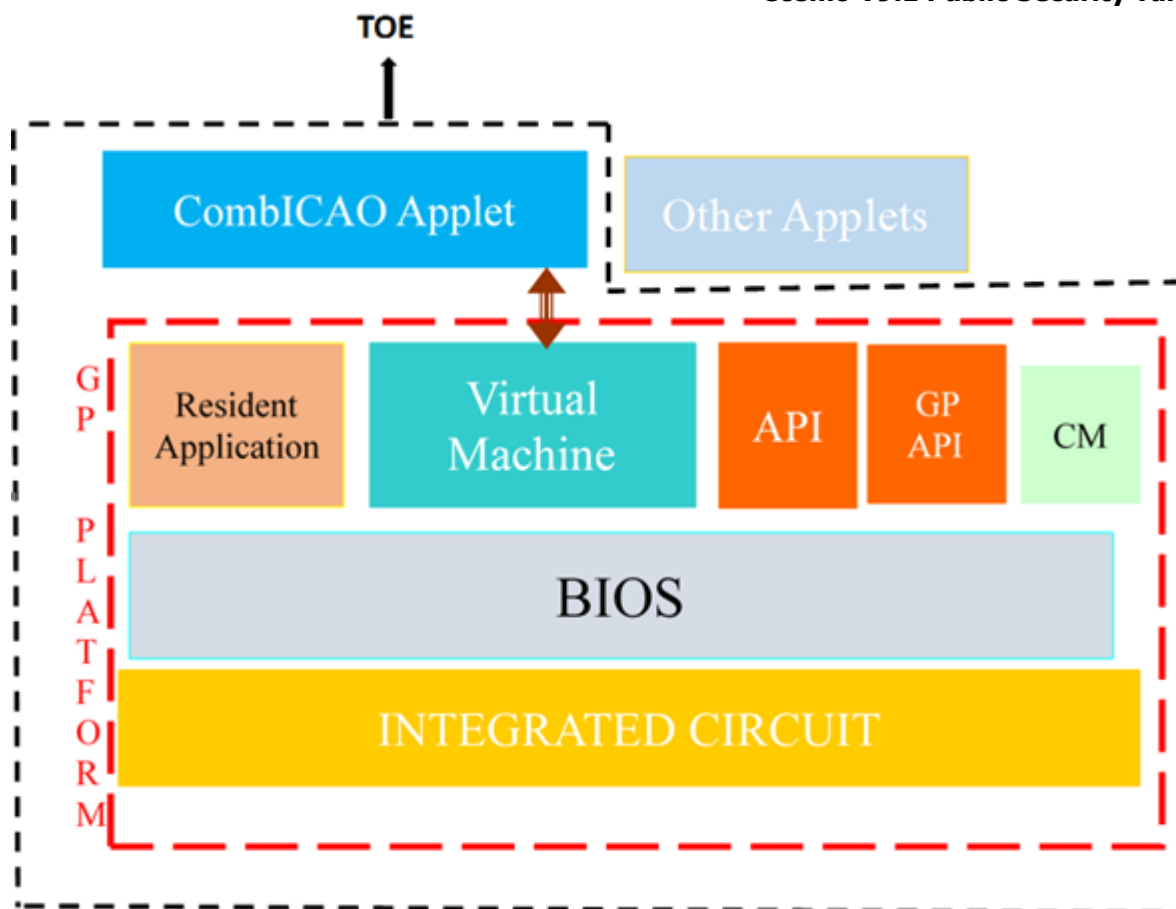 TOE
CombICAO Applet
Other Applets
GP PLATFORM
Resident
Application
Virtual
Machine
API
GP
API
CM
BIOS
INTEGRATED CIRCUIT